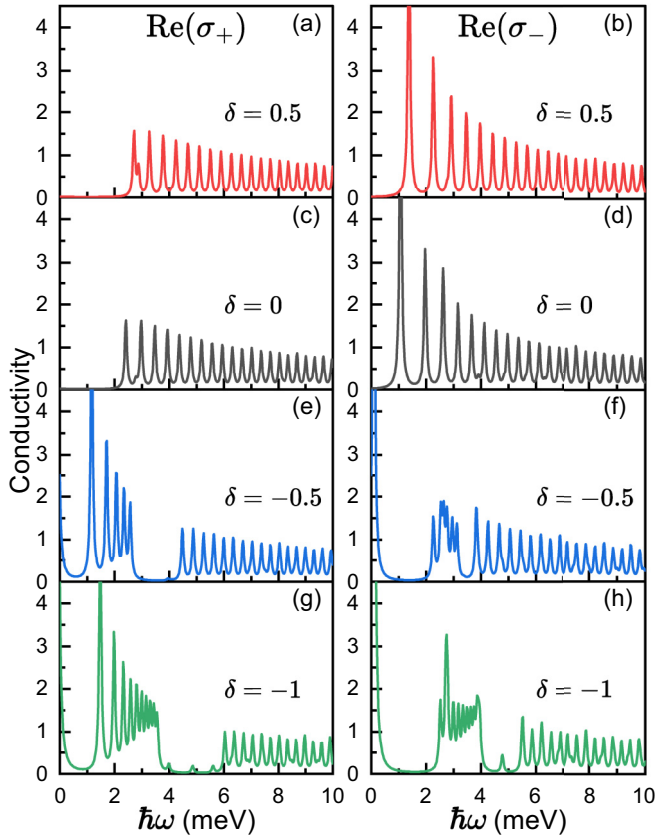 Re(σ₊) (a)
Re(σ₋) (b)
4
3
2
1
0
δ = 0.5
δ = 0.5
(c)
(d)
4
3
2
1
0
δ = 0
δ = 0
Conductivity
(e)
(f)
4
3
2
1
0
δ = −0.5
δ = −0.5
(g)
(h)
4
3
2
1
0
δ = −1
δ = −1
0 2 4 6 8 10
0 2 4 6 8 10
ℏω (meV)
ℏω (meV)